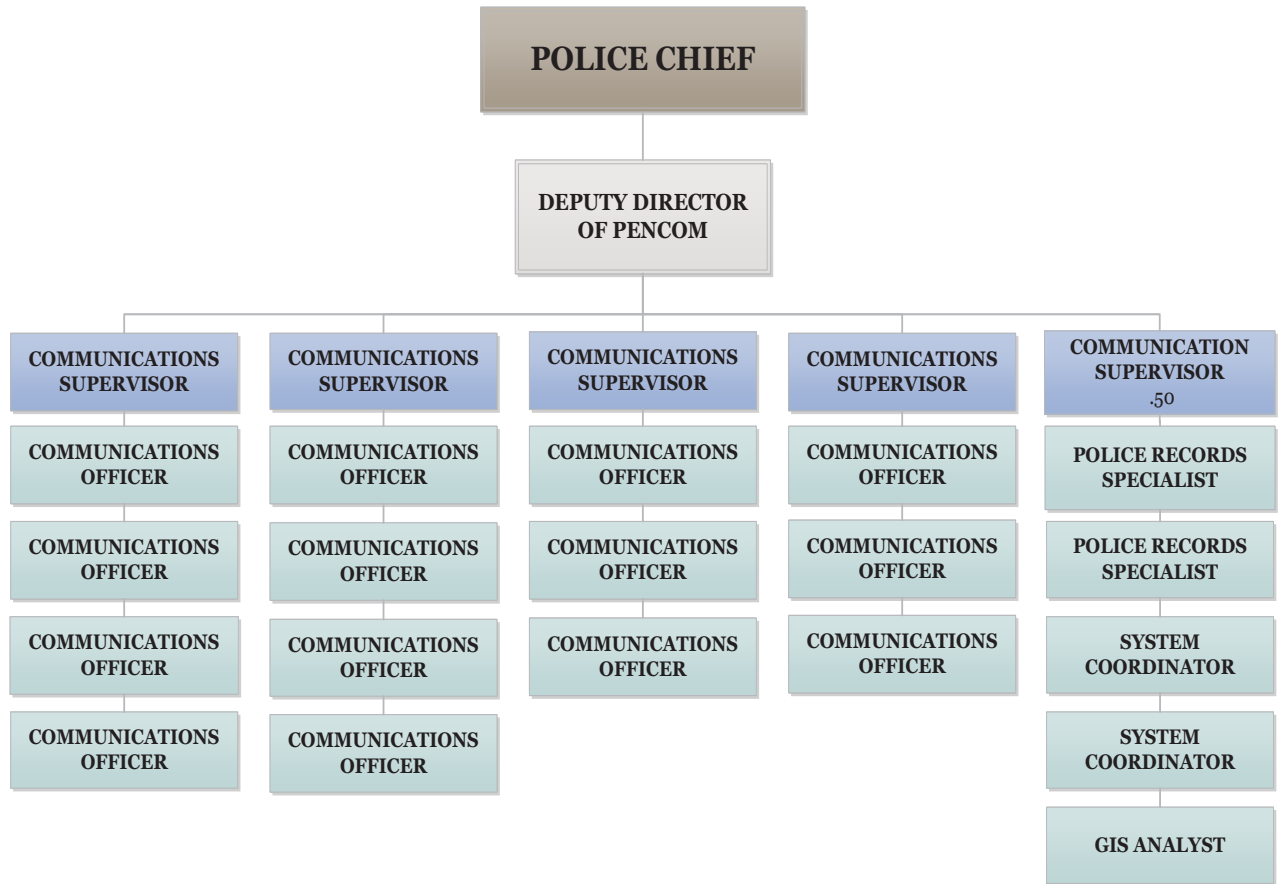 POLICE CHIEF
DEPUTY DIRECTOR
OF PENCOM
COMMUNICATIONS
SUPERVISOR
COMMUNICATIONS
OFFICER
COMMUNICATIONS
OFFICER
COMMUNICATIONS
OFFICER
COMMUNICATIONS
OFFICER
COMMUNICATIONS
SUPERVISOR
COMMUNICATIONS
OFFICER
COMMUNICATIONS
OFFICER
COMMUNICATIONS
OFFICER
COMMUNICATIONS
OFFICER
COMMUNICATIONS
SUPERVISOR
COMMUNICATIONS
OFFICER
COMMUNICATIONS
OFFICER
COMMUNICATIONS
OFFICER
COMMUNICATIONS
SUPERVISOR
COMMUNICATIONS
OFFICER
COMMUNICATIONS
OFFICER
COMMUNICATIONS
OFFICER
COMMUNICATION
SUPERVISOR
.50
POLICE RECORDS
SPECIALIST
POLICE RECORDS
SPECIALIST
SYSTEM
COORDINATOR
SYSTEM
COORDINATOR
GIS ANALYST